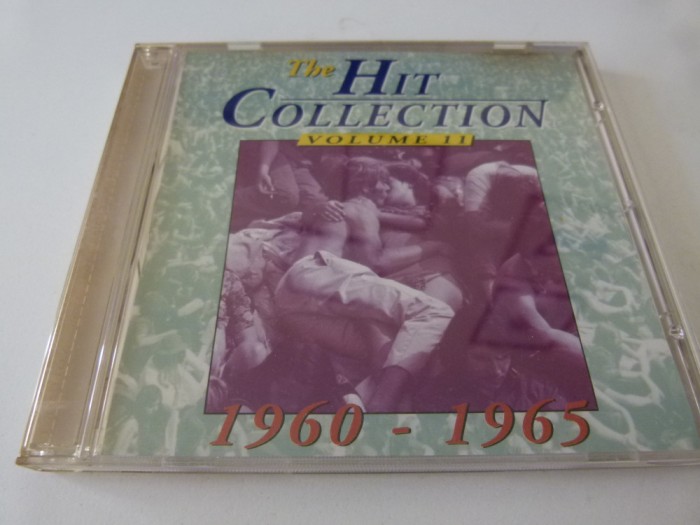 The HIT
COLLECTION
VOLUME 11
1960 - 1965